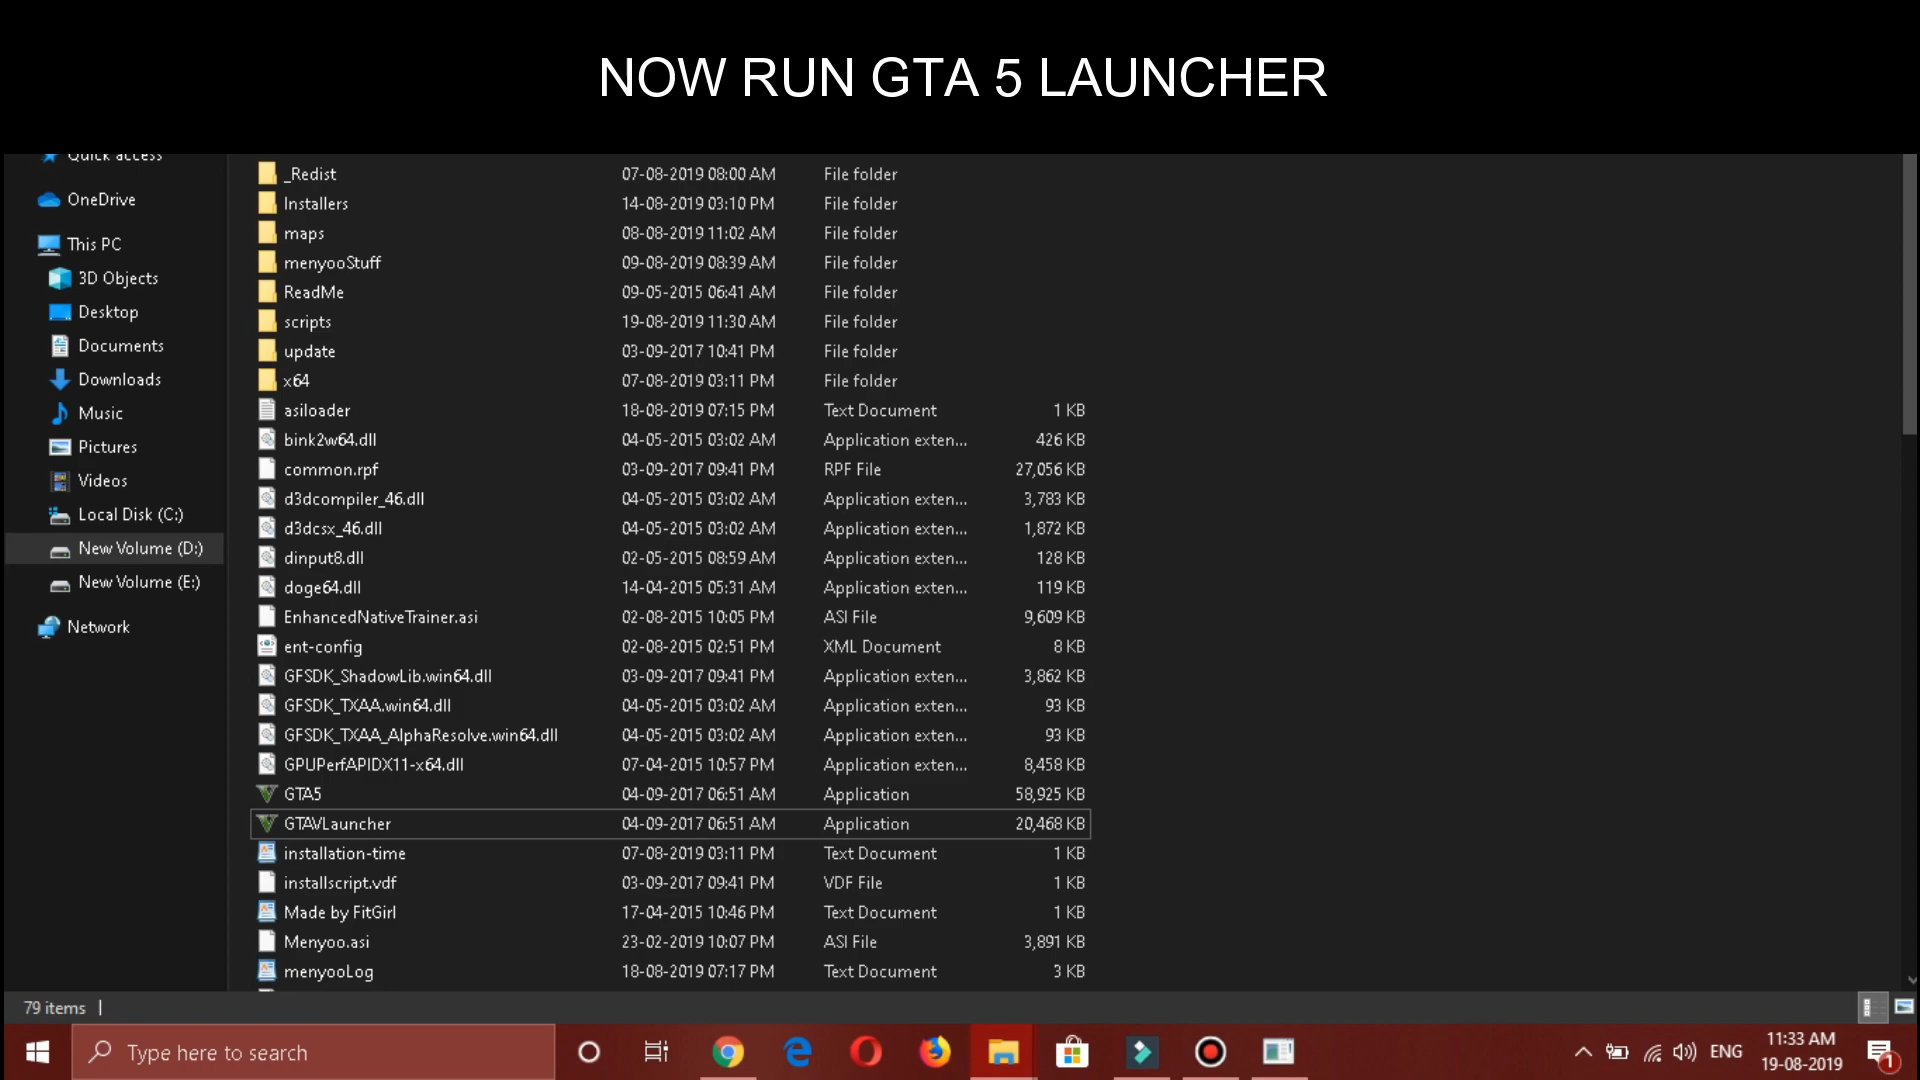 NOW RUN GTA 5 LAUNCHER
Quick access
OneDrive
This PC
3D Objects
Desktop
Documents
Downloads
Music
Pictures
Videos
Local Disk (C:)
New Volume (D:)
New Volume (E:)
Network
_Redist 07-08-2019 08:00 AM File folder
Installers 14-08-2019 03:10 PM File folder
maps 08-08-2019 11:02 AM File folder
menyooStuff 09-08-2019 08:39 AM File folder
ReadMe 09-05-2015 06:41 AM File folder
scripts 19-08-2019 11:30 AM File folder
update 03-09-2017 10:41 PM File folder
x64 07-08-2019 03:11 PM File folder
asiloader 18-08-2019 07:15 PM Text Document 1 KB
bink2w64.dll 04-05-2015 03:02 AM Application exten... 426 KB
common.rpf 03-09-2017 09:41 PM RPF File 27,056 KB
d3dcompiler_46.dll 04-05-2015 03:02 AM Application exten... 3,783 KB
d3dcsx_46.dll 04-05-2015 03:02 AM Application exten... 1,872 KB
dinput8.dll 02-05-2015 08:59 AM Application exten... 128 KB
doge64.dll 14-04-2015 05:31 AM Application exten... 119 KB
EnhancedNativeTrainer.asi 02-08-2015 10:05 PM ASI File 9,609 KB
ent-config 02-08-2015 02:51 PM XML Document 8 KB
GFSDK_ShadowLib.win64.dll 03-09-2017 09:41 PM Application exten... 3,862 KB
GFSDK_TXAA.win64.dll 04-05-2015 03:02 AM Application exten... 93 KB
GFSDK_TXAA_AlphaResolve.win64.dll 04-05-2015 03:02 AM Application exten... 93 KB
GPUPerfAPIDX11-x64.dll 07-04-2015 10:57 PM Application exten... 8,458 KB
GTA5 04-09-2017 06:51 AM Application 58,925 KB
GTAVLauncher 04-09-2017 06:51 AM Application 20,468 KB
installation-time 07-08-2019 03:11 PM Text Document 1 KB
installscript.vdf 03-09-2017 09:41 PM VDF File 1 KB
Made by FitGirl 17-04-2015 10:46 PM Text Document 1 KB
Menyoo.asi 23-02-2019 10:07 PM ASI File 3,891 KB
menyooLog 18-08-2019 07:17 PM Text Document 3 KB
79 items
Type here to search
ENG
11:33 AM
19-08-2019
1